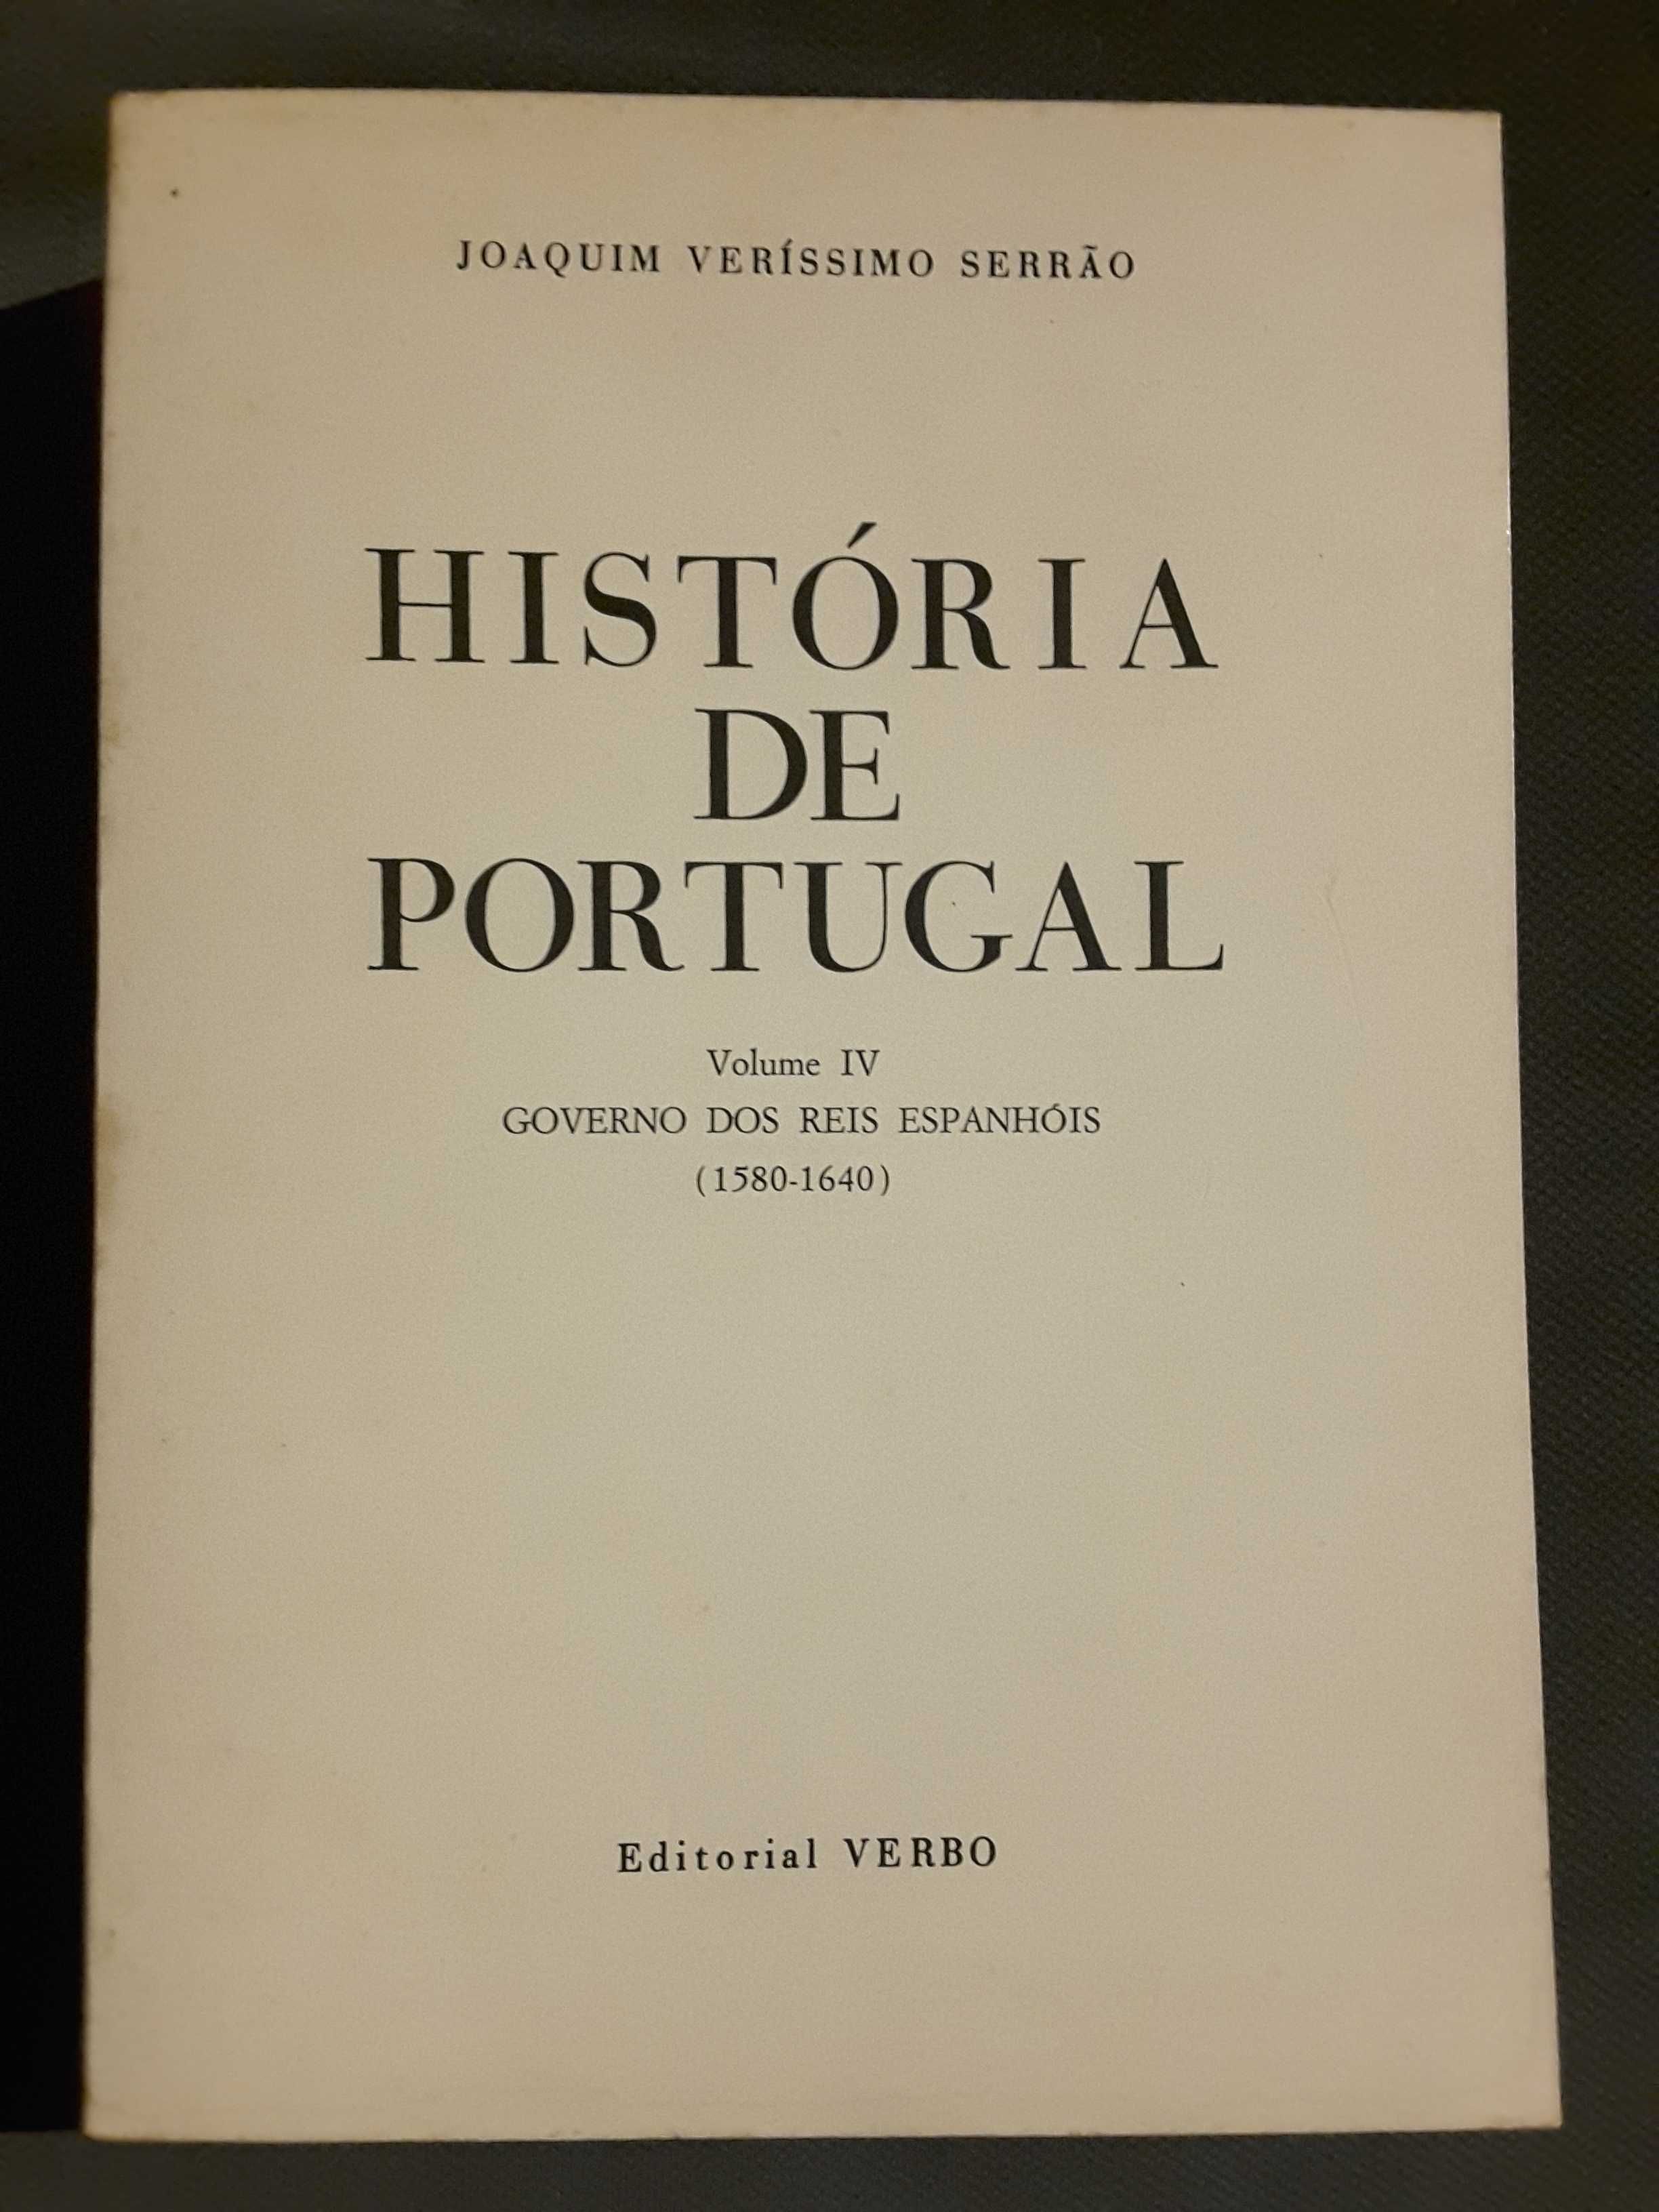 JOAQUIM VERÍSSIMO SERRÃO
HISTÓRIA
DE
PORTUGAL
Volume IV
GOVERNO DOS REIS ESPANHÓIS
(1580-1640)
Editorial VERBO